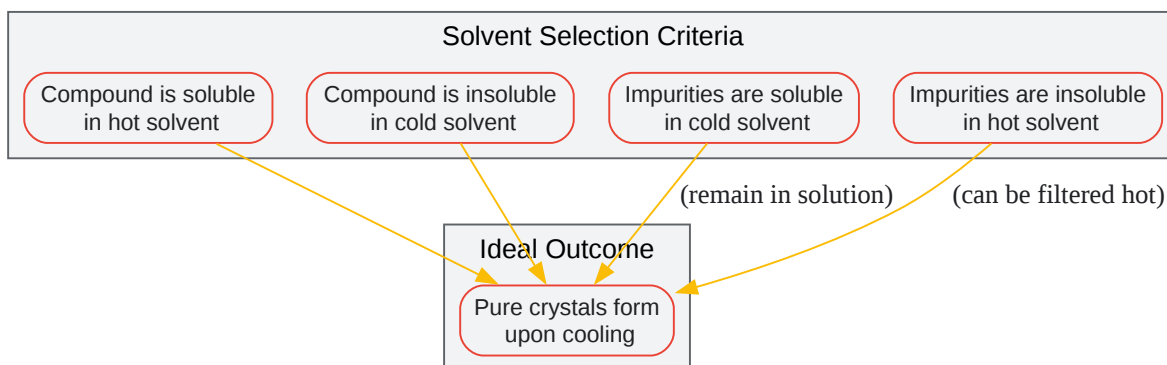 Solvent Selection Criteria
Compound is soluble
in hot solvent
Compound is insoluble
in cold solvent
Impurities are soluble
in cold solvent
Impurities are insoluble
in hot solvent
(remain in solution)
(can be filtered hot)
Ideal Outcome
Pure crystals form
upon cooling